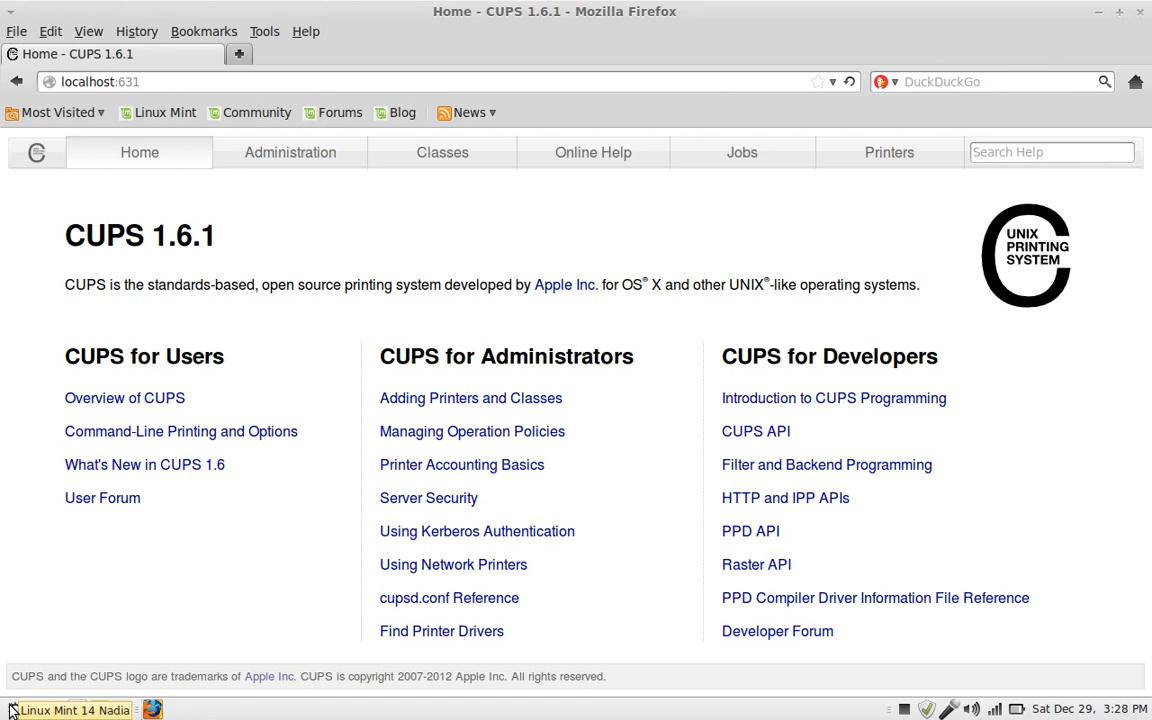 Home - CUPS 1.6.1 - Mozilla Firefox
File Edit View History Bookmarks Tools Help
Home - CUPS 1.6.1
localhost:631 DuckDuckGo
Most Visited Linux Mint Community Forums Blog News
Home Administration Classes Online Help Jobs Printers Search Help
CUPS 1.6.1
UNIX
PRINTING
SYSTEM
CUPS is the standards-based, open source printing system developed by Apple Inc. for OS® X and other UNIX®-like operating systems.
CUPS for Users
Overview of CUPS
Command-Line Printing and Options
What's New in CUPS 1.6
User Forum
CUPS for Administrators
Adding Printers and Classes
Managing Operation Policies
Printer Accounting Basics
Server Security
Using Kerberos Authentication
Using Network Printers
cupsd.conf Reference
Find Printer Drivers
CUPS for Developers
Introduction to CUPS Programming
CUPS API
Filter and Backend Programming
HTTP and IPP APIs
PPD API
Raster API
PPD Compiler Driver Information File Reference
Developer Forum
CUPS and the CUPS logo are trademarks of Apple Inc. CUPS is copyright 2007-2012 Apple Inc. All rights reserved.
Linux Mint 14 Nadia Sat Dec 29, 3:28 PM